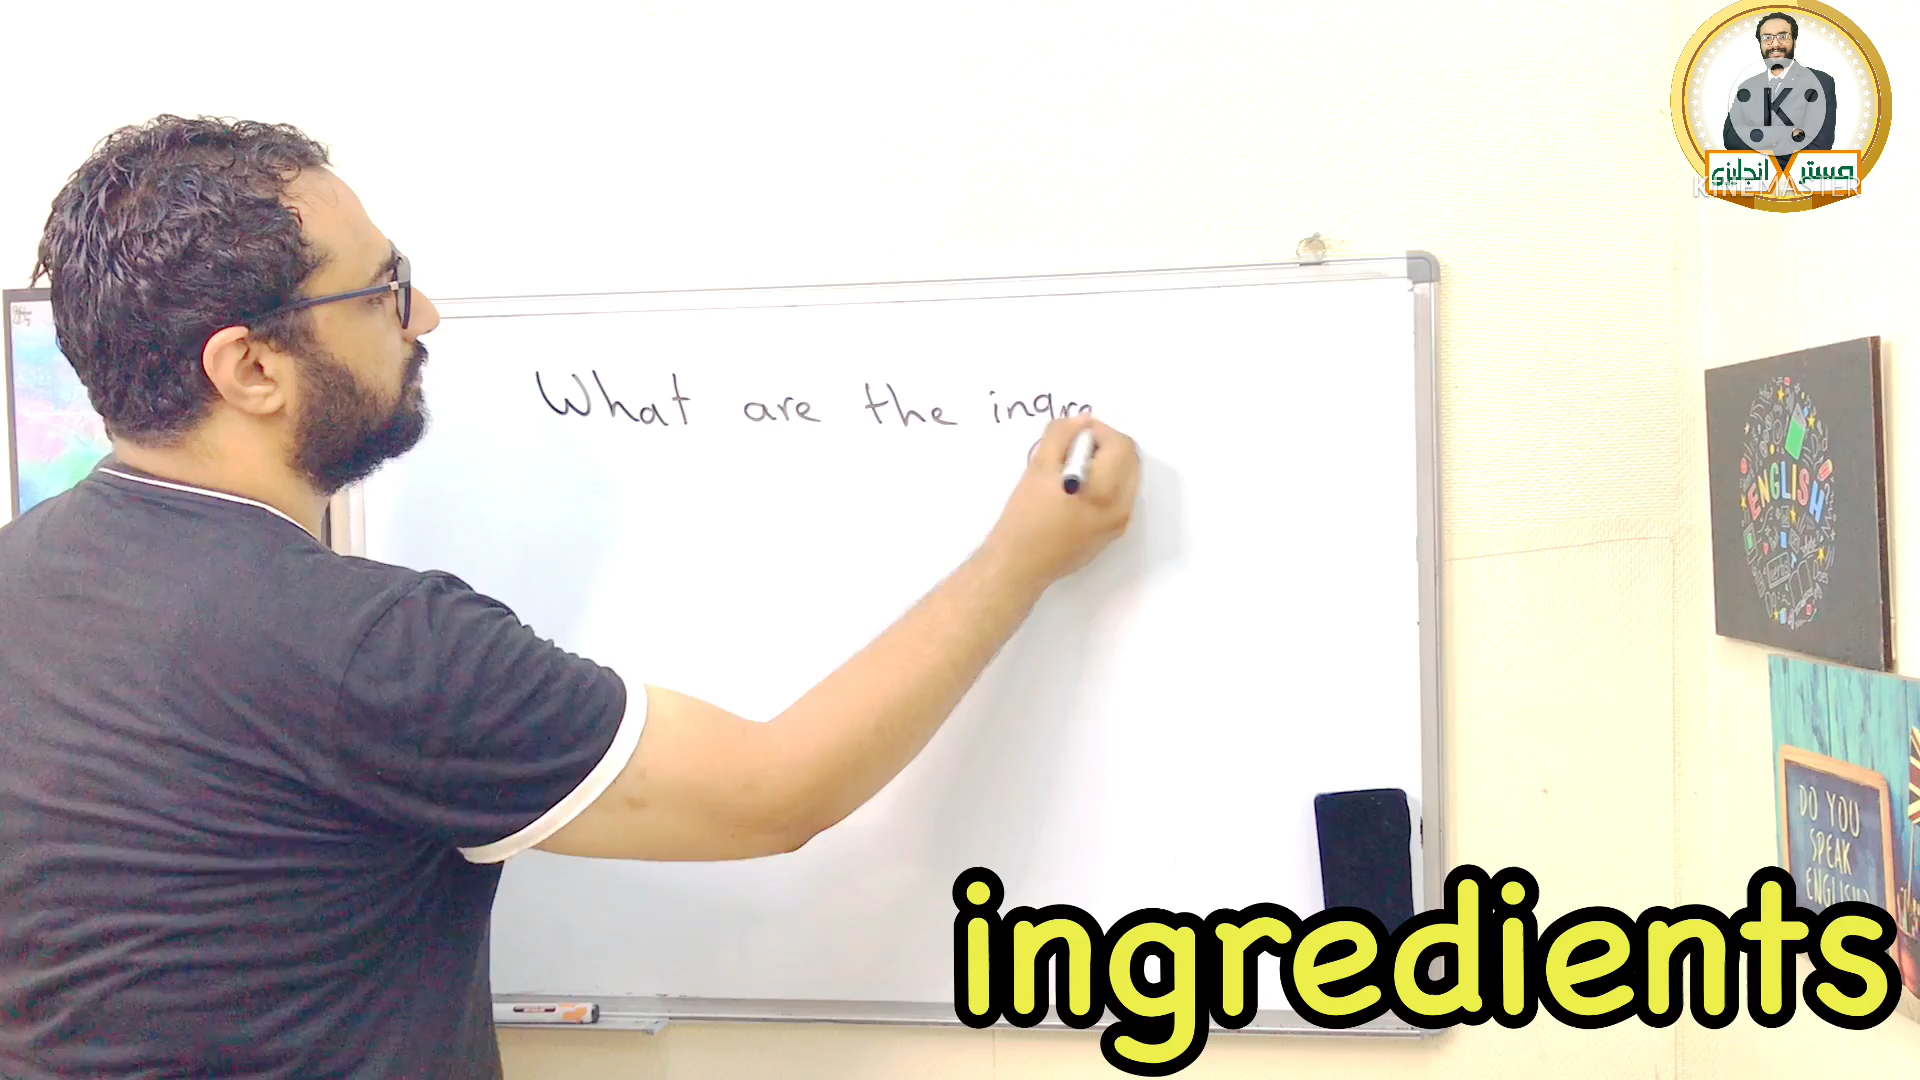 مستر X انجليزي
KINEMASTER
What are the ingre
ENGLISH
DO YOU
SPEAK
ENGLISH?
ingredients